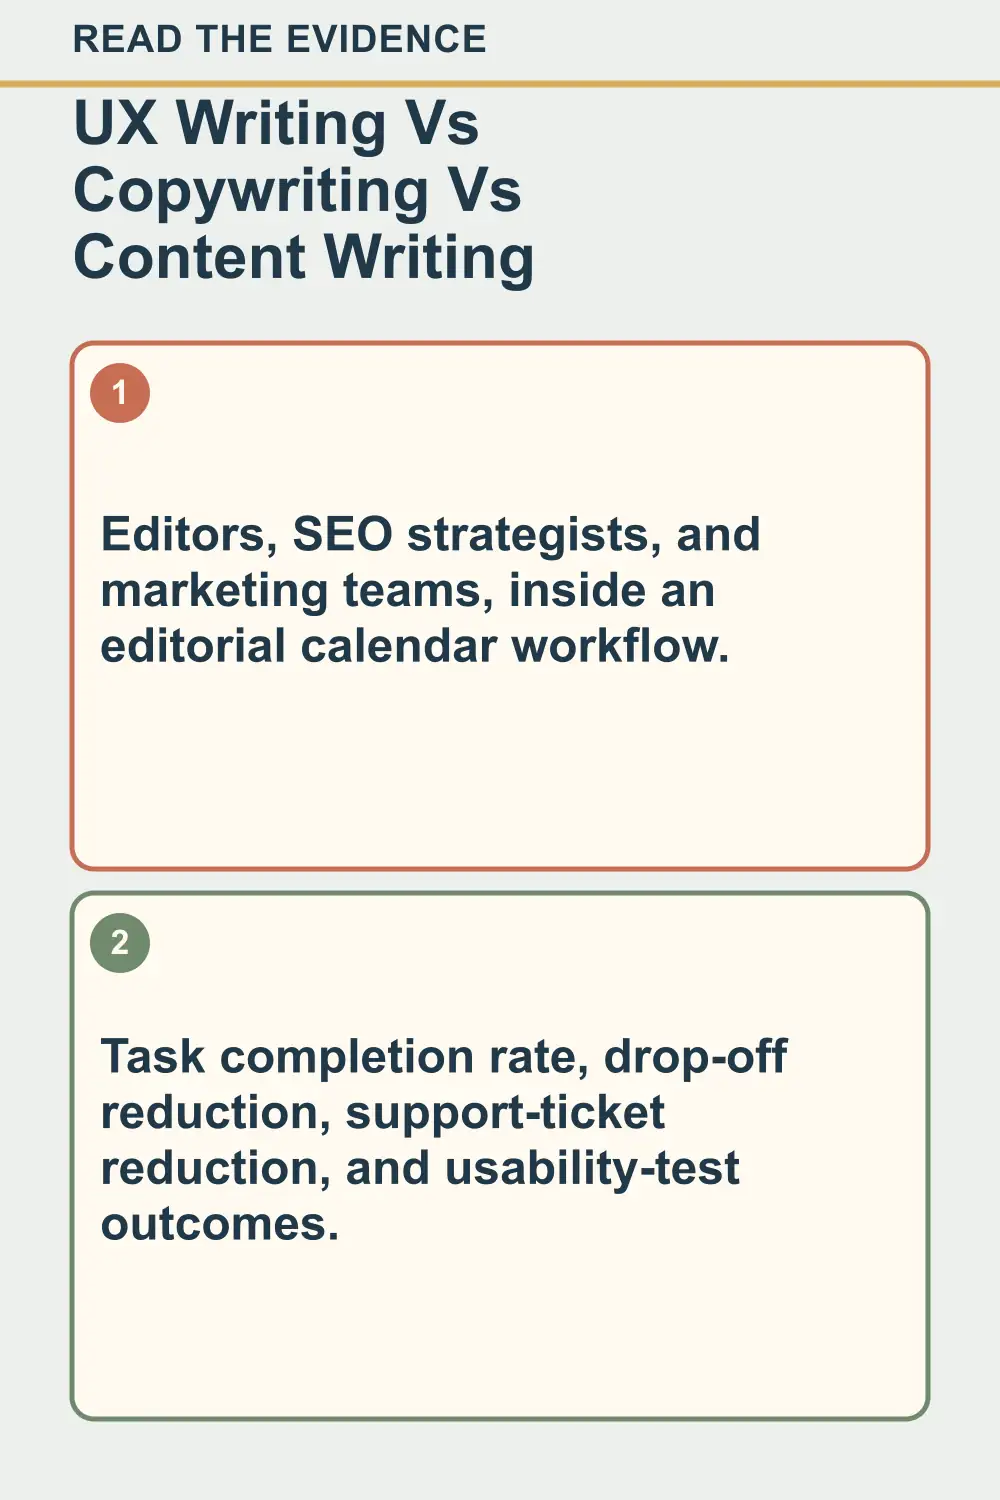 READ THE EVIDENCE
UX Writing Vs
Copywriting Vs
Content Writing
1
Editors, SEO strategists, and
marketing teams, inside an
editorial calendar workflow.
2
Task completion rate, drop-off
reduction, support-ticket
reduction, and usability-test
outcomes.